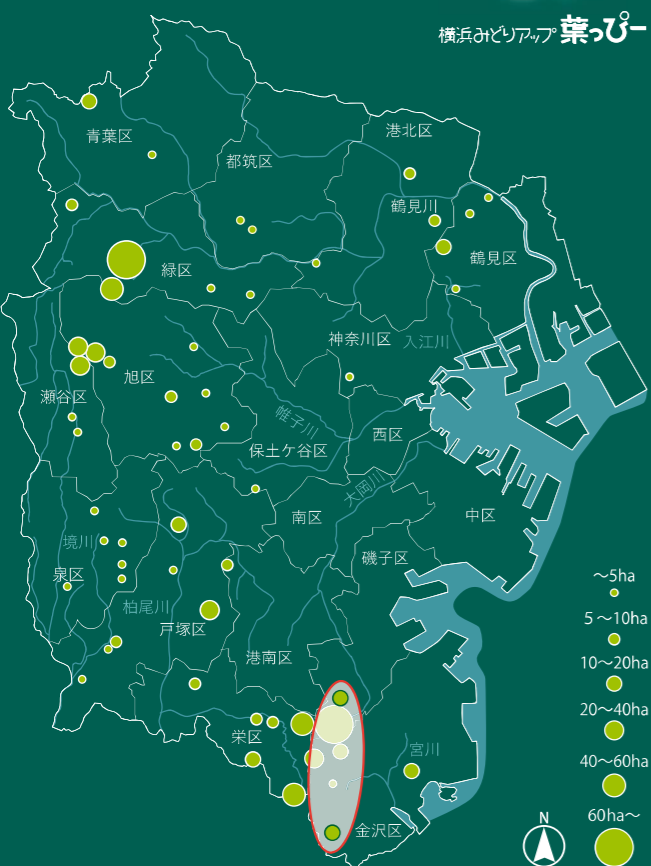 横浜みどりアップ 葉っぴー
港北区
青葉区
都筑区
鶴見川
鶴見区
緑区
神奈川区
入江川
旭区
瀬谷区
帷子川
西区
保土ケ谷区
大岡川
南区
中区
境川
磯子区
泉区
〜5ha
柏尾川
5〜10ha
戸塚区
港南区
10〜20ha
20〜40ha
栄区
宮川
40〜60ha
60ha〜
N
金沢区